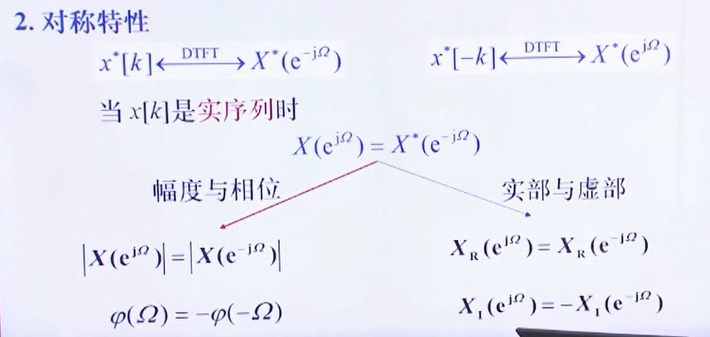 2. 对称特性
x*[k] ←DTFT→ X*(e^{-jΩ}) x*[-k] ←DTFT→ X*(e^{jΩ})
当 x[k]是实序列时
X(e^{jΩ}) = X*(e^{-jΩ})
幅度与相位 实部与虚部
|X(e^{jΩ})|=|X(e^{-jΩ})| X_R(e^{jΩ})=X_R(e^{-jΩ})
φ(Ω)=-φ(-Ω) X_I(e^{jΩ})=-X_I(e^{-jΩ})